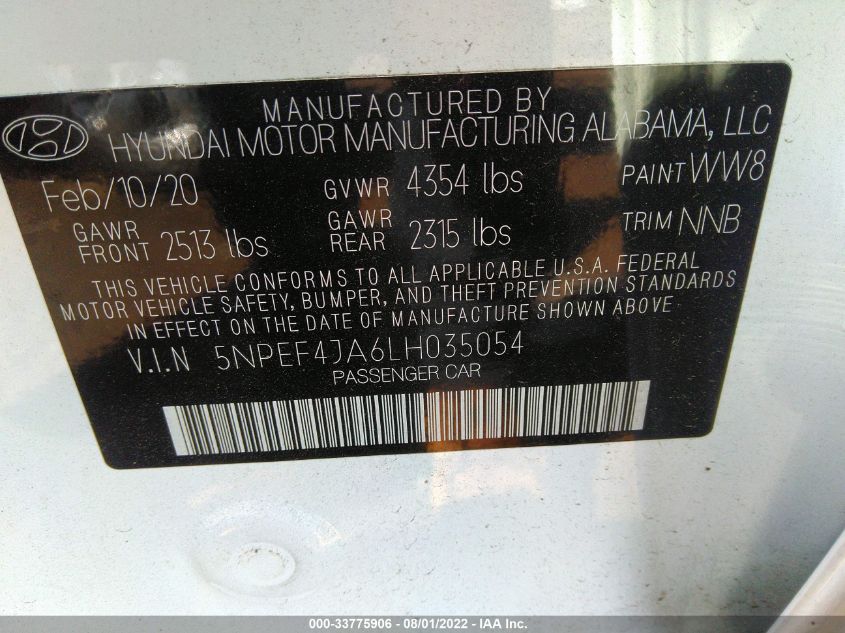 MANUFACTURED BY
HYUNDAI MOTOR MANUFACTURING ALABAMA, LLC
Feb/10/20 GVWR 4354 lbs PAINT WW8
GAWR FRONT 2513 lbs GAWR REAR 2315 lbs TRIM NNB
THIS VEHICLE CONFORMS TO ALL APPLICABLE U.S.A. FEDERAL
MOTOR VEHICLE SAFETY, BUMPER, AND THEFT PREVENTION STANDARDS
IN EFFECT ON THE DATE OF MANUFACTURE SHOWN ABOVE
V.I.N 5NPEF4JA6LH035054
PASSENGER CAR
000-33775906 - 08/01/2022 - IAA Inc.